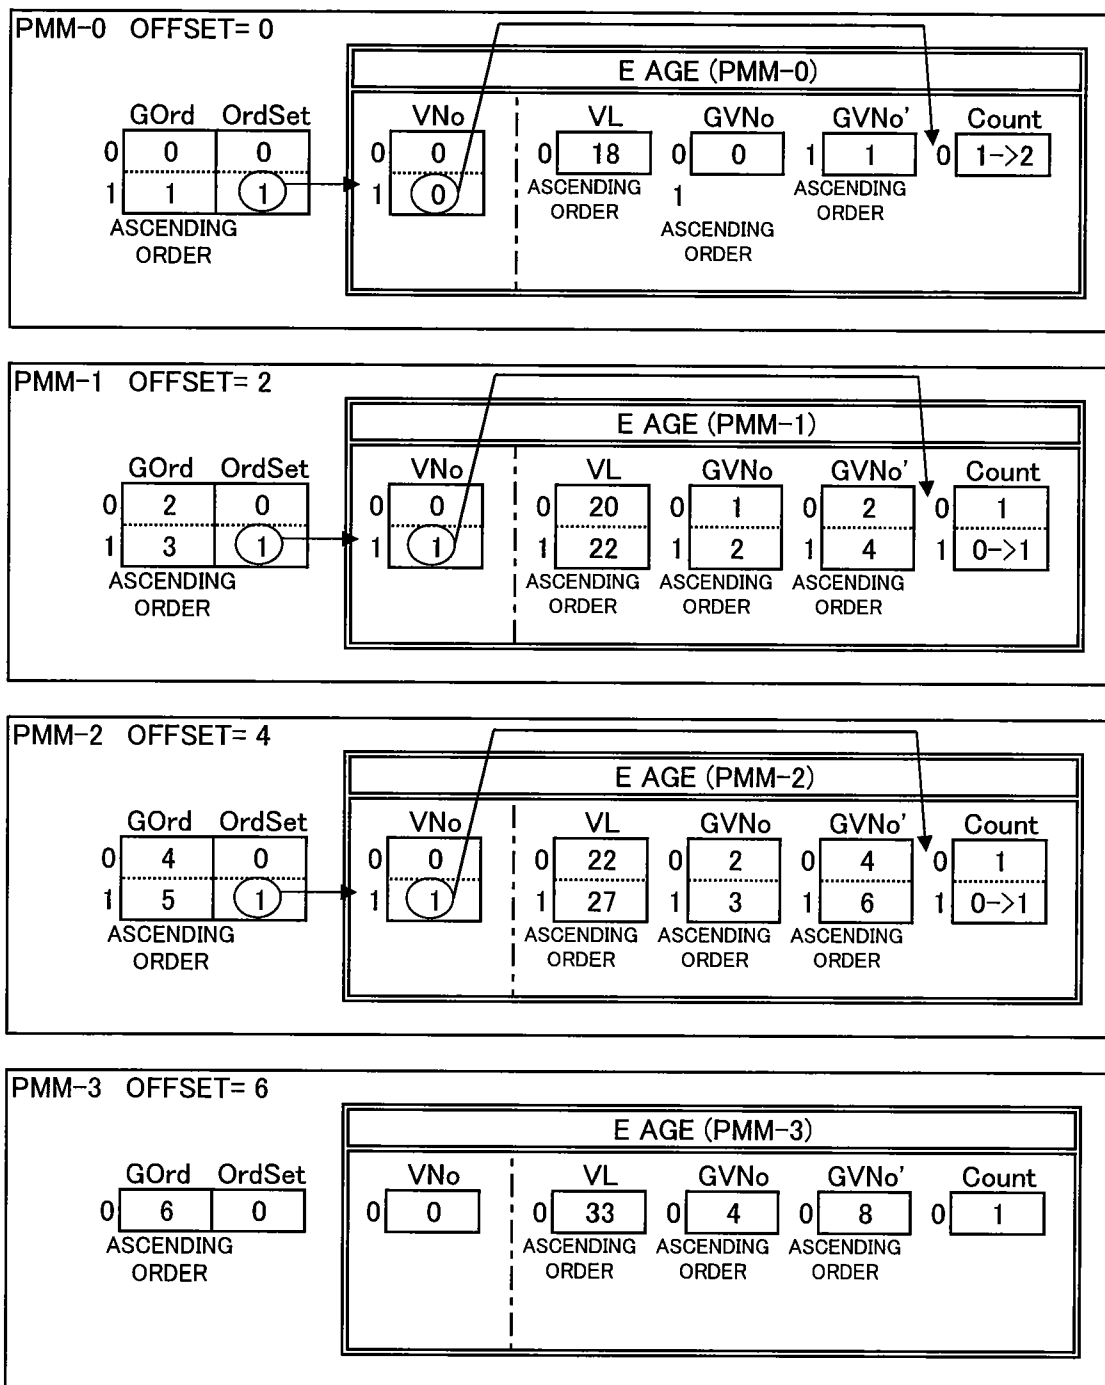 PMM-0 OFFSET= 0
E AGE (PMM-0)
GOrd OrdSet VNo VL GVNo GVNo' Count
0 0 0 0 0 0 18 0 0 1 1 0 1->2
1 1 1 1 0 ASCENDING ORDER 1 ASCENDING ORDER
ASCENDING ORDER ASCENDING ORDER
PMM-1 OFFSET= 2
E AGE (PMM-1)
GOrd OrdSet VNo VL GVNo GVNo' Count
0 2 0 0 0 0 20 0 1 0 2 0 1
1 3 1 1 1 1 22 1 2 1 4 1 0->1
ASCENDING ASCENDING ASCENDING ASCENDING
ORDER ORDER ORDER ORDER
PMM-2 OFFSET= 4
E AGE (PMM-2)
GOrd OrdSet VNo VL GVNo GVNo' Count
0 4 0 0 0 0 22 0 2 0 4 0 1
1 5 1 1 1 1 27 1 3 1 6 1 0->1
ASCENDING ASCENDING ASCENDING ASCENDING
ORDER ORDER ORDER ORDER
PMM-3 OFFSET= 6
E AGE (PMM-3)
GOrd OrdSet VNo VL GVNo GVNo' Count
0 6 0 0 0 0 33 0 4 0 8 0 1
ASCENDING ASCENDING ASCENDING ASCENDING
ORDER ORDER ORDER ORDER